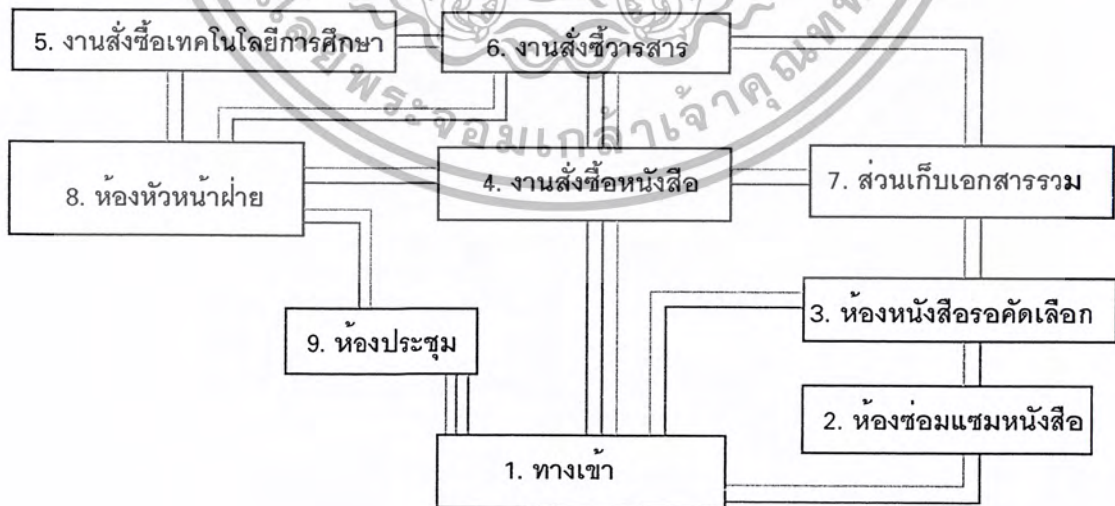 5. งานสั่งซื้อเทคโนโลยีการศึกษา
6. งานสั่งซื้วารสาร
8. ห้องหัวหน้าฝ่าย
4. งานสั่งซื้อหนังสือ
7. ส่วนเก็บเอกสารรวม
3. ห้องหนังสือรอคัดเลือก
9. ห้องประชุม
2. ห้องซ่อมแซมหนังสือ
1. ทางเข้า